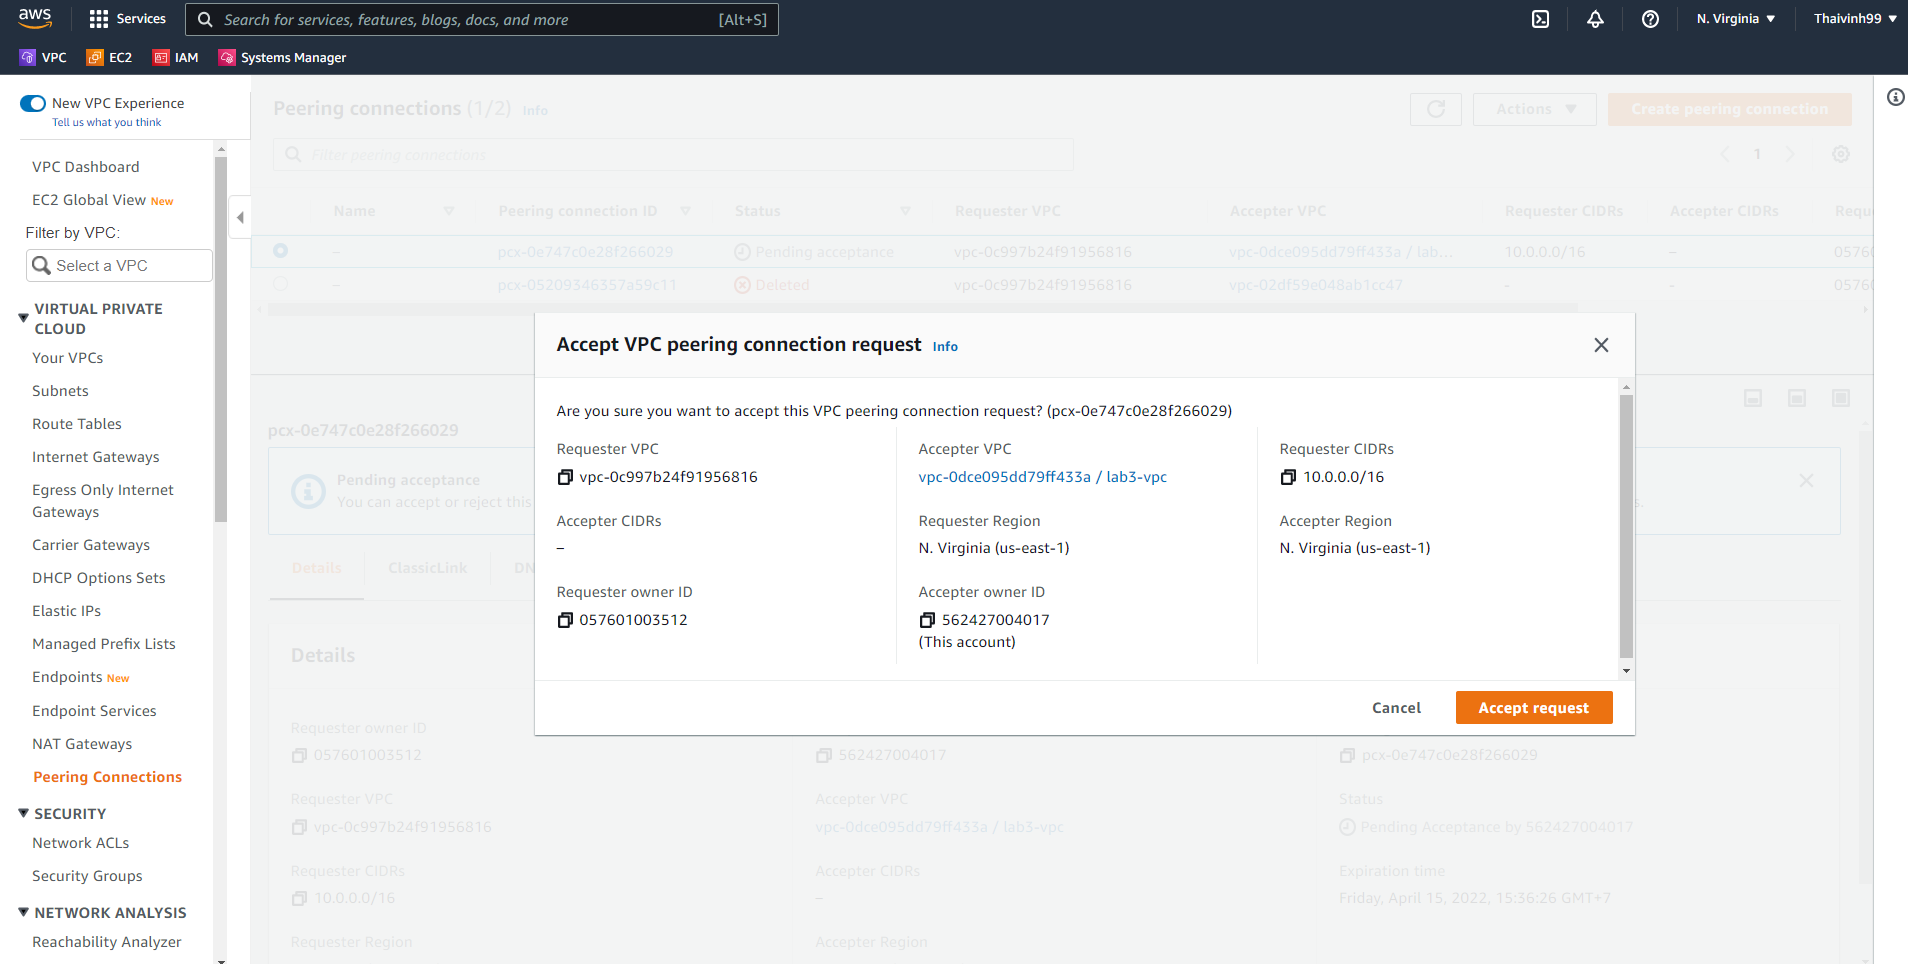 aws
Services
Search for services, features, blogs, docs, and more [Alt+S]
N. Virginia ▼
Thaivinh99 ▼
VPC EC2 IAM Systems Manager
New VPC Experience
Tell us what you think
VPC Dashboard
EC2 Global View New
Filter by VPC:
Select a VPC
VIRTUAL PRIVATE
CLOUD
Your VPCs
Subnets
Route Tables
Internet Gateways
Egress Only Internet
Gateways
Carrier Gateways
DHCP Options Sets
Elastic IPs
Managed Prefix Lists
Endpoints New
Endpoint Services
NAT Gateways
Peering Connections
SECURITY
Network ACLs
Security Groups
NETWORK ANALYSIS
Reachability Analyzer
Peering connections (1/2) Info
Actions ▼
Create peering connection
Filter peering connections
1
Name Peering connection ID Status Requester VPC Accepter VPC Requester CIDRs Accepter CIDRs Requ
– pcx-0e747c0e28f266029 Pending acceptance vpc-0c997b24f91956816 vpc-0dce095dd79ff433a / lab... 10.0.0.0/16 – 0576
– pcx-05209346357a59c11 Deleted vpc-0c997b24f91956816 vpc-02df59e048ab1cc47 – – 0576
Accept VPC peering connection request Info
Are you sure you want to accept this VPC peering connection request? (pcx-0e747c0e28f266029)
Requester VPC
vpc-0c997b24f91956816
Accepter VPC
vpc-0dce095dd79ff433a / lab3-vpc
Requester CIDRs
10.0.0.0/16
Accepter CIDRs
–
Requester Region
N. Virginia (us-east-1)
Accepter Region
N. Virginia (us-east-1)
Requester owner ID
057601003512
Accepter owner ID
562427004017
(This account)
Cancel
Accept request
pcx-0e747c0e28f266029
Pending acceptance
You can accept or reject this
s.
Details ClassicLink DN
Details
Requester owner ID
057601003512
562427004017
pcx-0e747c0e28f266029
Requester VPC
vpc-0c997b24f91956816
Accepter VPC
vpc-0dce095dd79ff433a / lab3-vpc
Status
Pending Acceptance by 562427004017
Requester CIDRs
10.0.0.0/16
Accepter CIDRs
–
Expiration time
Friday, April 15, 2022, 15:36:26 GMT+7
Requester Region
Accepter Region